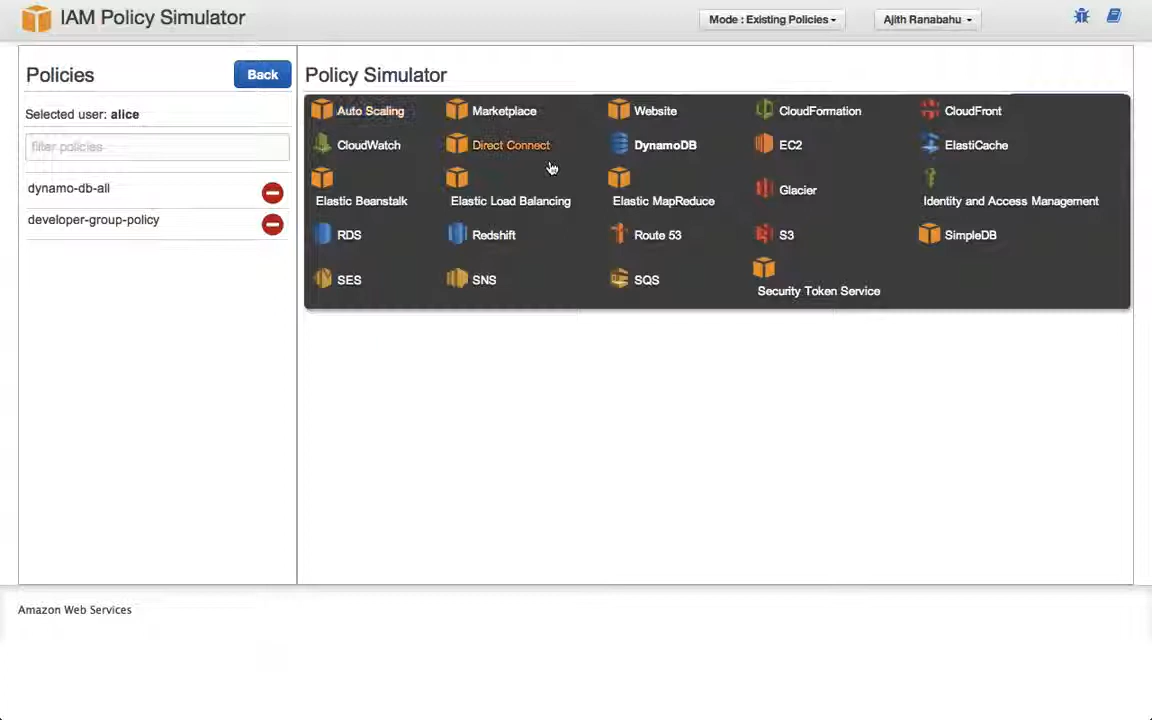 IAM Policy Simulator
Mode : Existing Policies
Ajith Ranabahu
Policies
Back
Selected user: alice
filter policies
dynamo-db-all
developer-group-policy
Policy Simulator
Auto Scaling
Marketplace
Website
CloudFormation
CloudFront
CloudWatch
Direct Connect
DynamoDB
EC2
ElastiCache
Elastic Beanstalk
Elastic Load Balancing
Elastic MapReduce
Glacier
Identity and Access Management
RDS
Redshift
Route 53
S3
SimpleDB
SES
SNS
SQS
Security Token Service
Amazon Web Services